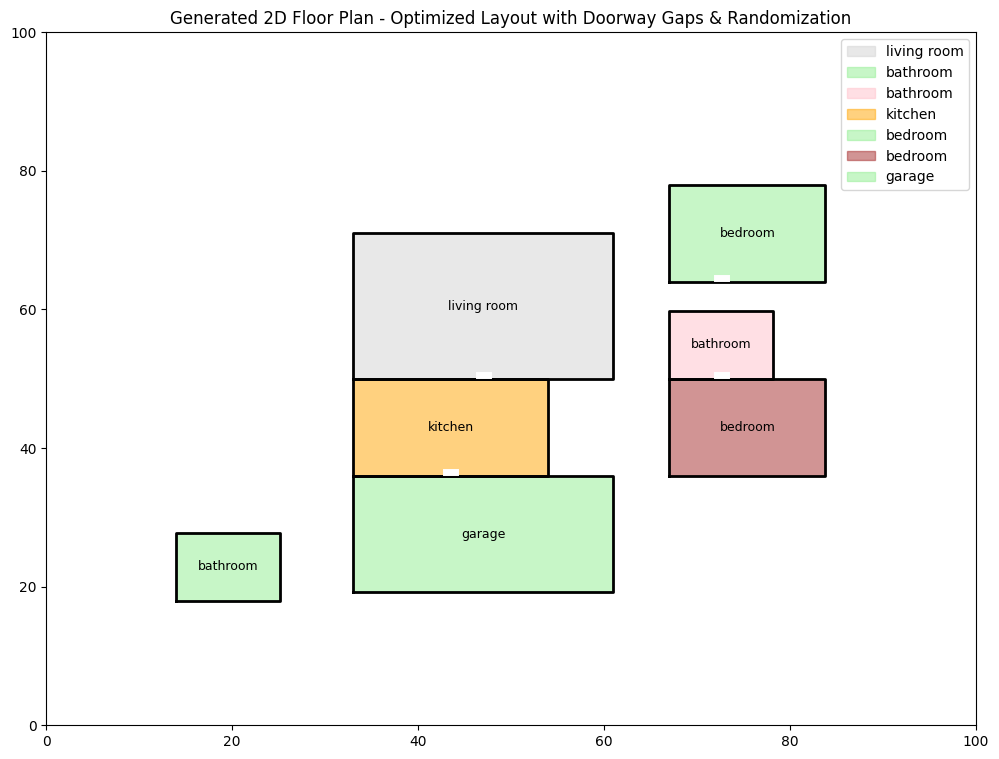 Generated 2D Floor Plan - Optimized Layout with Doorway Gaps & Randomization
living room
bathroom
bathroom
kitchen
bedroom
bedroom
garage
bedroom
living room
bathroom
kitchen
bedroom
garage
bathroom
100
80
60
40
20
0
0
20
40
60
80
100